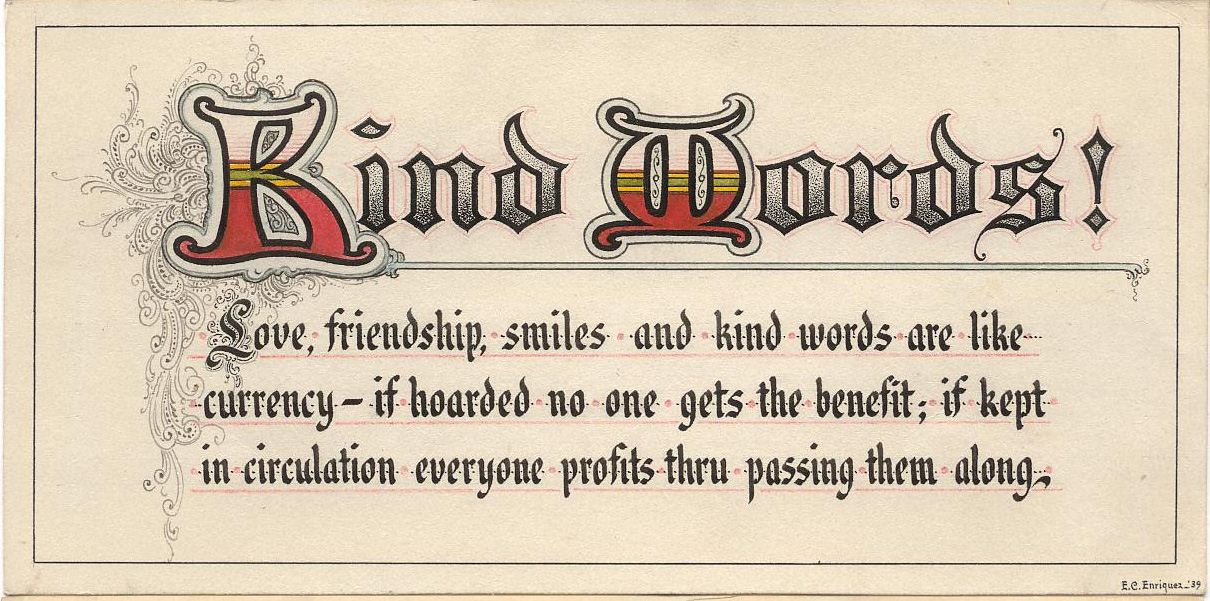 Kind Words!
Love, friendship, smiles and kind words are like
currency – if hoarded no one gets the benefit; if kept
in circulation everyone profits thru passing them along,
E.C. Enriquez-'39